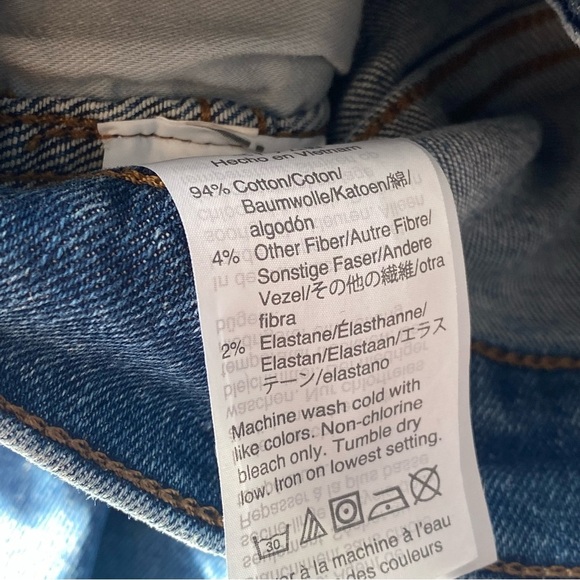 Hecho en Vietnam
94% Cotton/Coton/
Baumwolle/Katoen/綿/
algodón
4% Other Fiber/Autre Fibre/
Sonstige Faser/Andere
Vezel/その他の繊維/otra
fibra
2% Elastane/Élasthanne/
Elastan/Elastaan/エラス
テーン/elastano
Machine wash cold with
like colors. Non-chlorine
bleach only. Tumble dry
low. Iron on lowest setting.
30
à la machine à l'eau
des couleurs